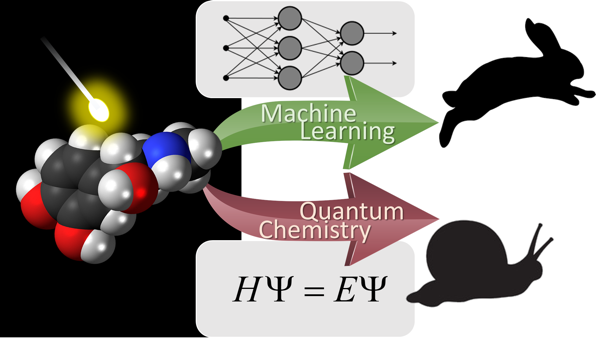 Machine
Learning
Quantum
Chemistry
HΨ = EΨ